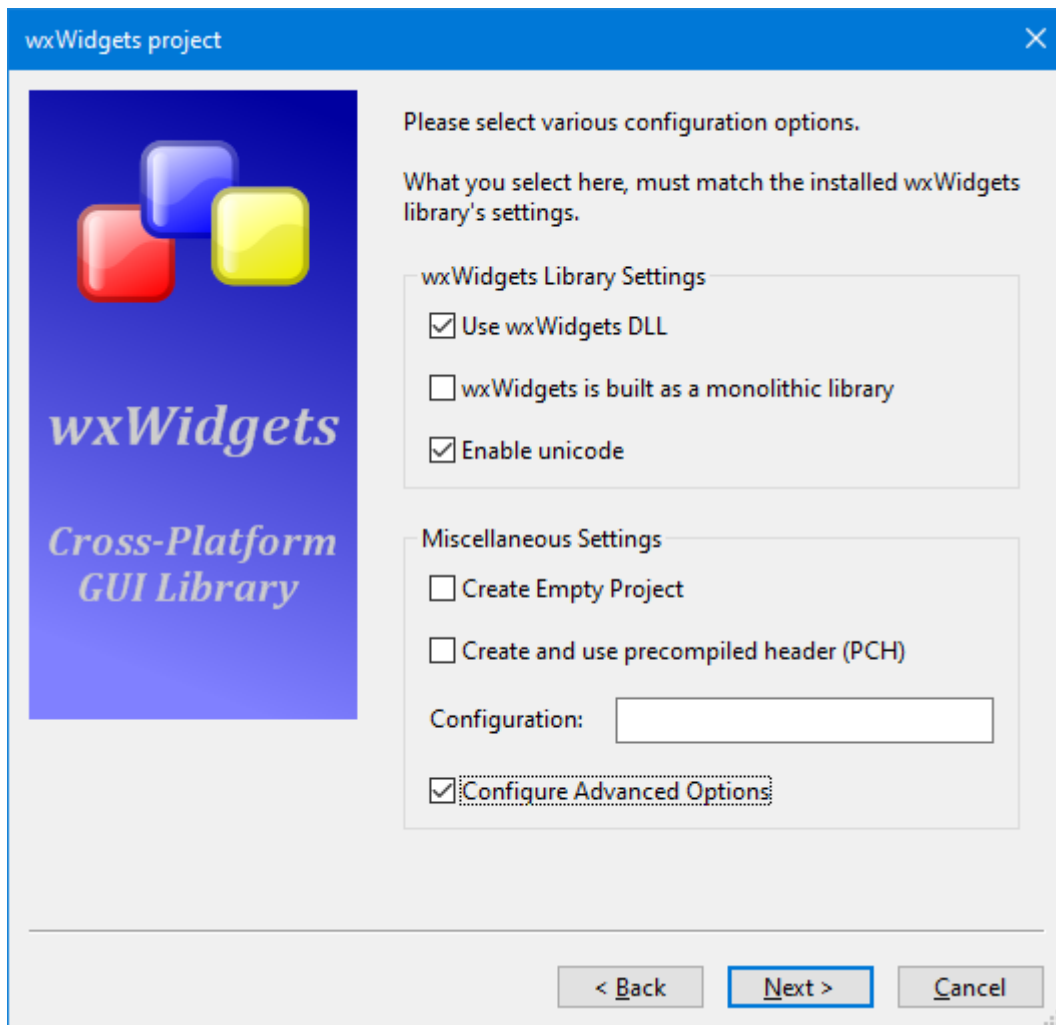 wxWidgets project
wxWidgets
Cross-Platform
GUI Library
Please select various configuration options.
What you select here, must match the installed wxWidgets
library's settings.
wxWidgets Library Settings
Use wxWidgets DLL
wxWidgets is built as a monolithic library
Enable unicode
Miscellaneous Settings
Create Empty Project
Create and use precompiled header (PCH)
Configuration:
Configure Advanced Options
< Back
Next >
Cancel